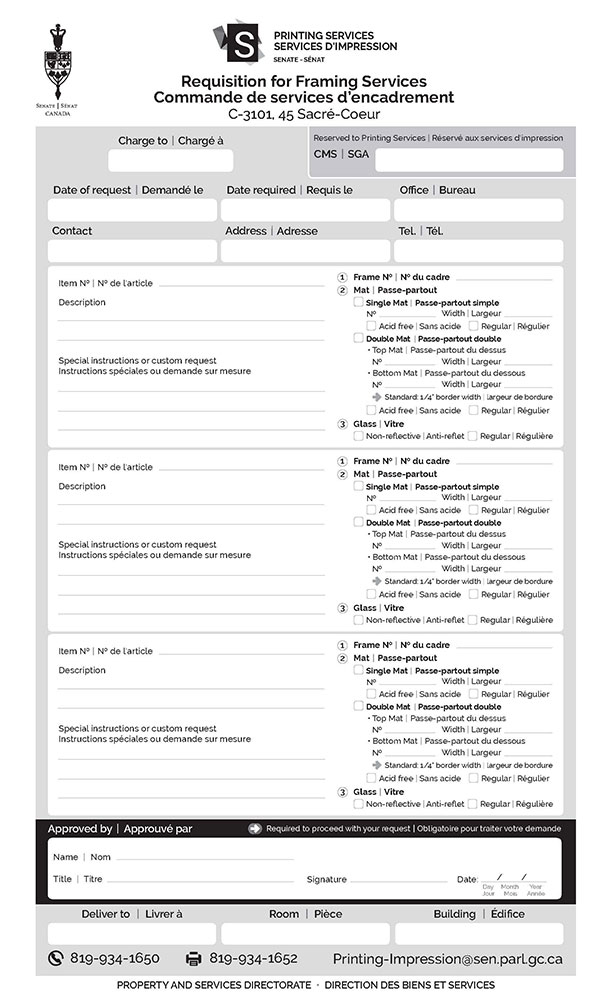 PRINTING SERVICES
SERVICES D'IMPRESSION
SENATE - SÉNAT
S
SENATE | SÉNAT
CANADA
Requisition for Framing Services
Commande de services d'encadrement
C-3101, 45 Sacré-Coeur
Charge to | Chargé à
Reserved to Printing Services | Réservé aux services d'impression
CMS | SGA
Date of request | Demandé le Date required | Requis le Office | Bureau
Contact Address | Adresse Tel. | Tél.
Item Nº | Nº de l'article
Description
Special instructions or custom request
Instructions spéciales ou demande sur mesure
1 Frame Nº | Nº du cadre
2 Mat | Passe-partout
Single Mat | Passe-partout simple
Nº Width | Largeur
Acid free | Sans acide Regular | Régulier
Double Mat | Passe-partout double
• Top Mat | Passe-partout du dessus
Nº Width | Largeur
• Bottom Mat | Passe-partout du dessous
Nº Width | Largeur
Standard: 1/4" border width | largeur de bordure
Acid free | Sans acide Regular | Régulier
3 Glass | Vitre
Non-reflective | Anti-reflet Regular | Régulière
Item Nº | Nº de l'article
Description
Special instructions or custom request
Instructions spéciales ou demande sur mesure
1 Frame Nº | Nº du cadre
2 Mat | Passe-partout
Single Mat | Passe-partout simple
Nº Width | Largeur
Acid free | Sans acide Regular | Régulier
Double Mat | Passe-partout double
• Top Mat | Passe-partout du dessus
Nº Width | Largeur
• Bottom Mat | Passe-partout du dessous
Nº Width | Largeur
Standard: 1/4" border width | largeur de bordure
Acid free | Sans acide Regular | Régulier
3 Glass | Vitre
Non-reflective | Anti-reflet Regular | Régulière
Item Nº | Nº de l'article
Description
Special instructions or custom request
Instructions spéciales ou demande sur mesure
1 Frame Nº | Nº du cadre
2 Mat | Passe-partout
Single Mat | Passe-partout simple
Nº Width | Largeur
Acid free | Sans acide Regular | Régulier
Double Mat | Passe-partout double
• Top Mat | Passe-partout du dessus
Nº Width | Largeur
• Bottom Mat | Passe-partout du dessous
Nº Width | Largeur
Standard: 1/4" border width | largeur de bordure
Acid free | Sans acide Regular | Régulier
3 Glass | Vitre
Non-reflective | Anti-reflet Regular | Régulière
Approved by | Approuvé par Required to proceed with your request | Obligatoire pour traiter votre demande
Name | Nom
Title | Titre Signature Date: / /
Day Month Year
Jour Mois Année
Deliver to | Livrer à Room | Pièce Building | Édifice
819-934-1650 819-934-1652 Printing-Impression@sen.parl.gc.ca
PROPERTY AND SERVICES DIRECTORATE · DIRECTION DES BIENS ET SERVICES